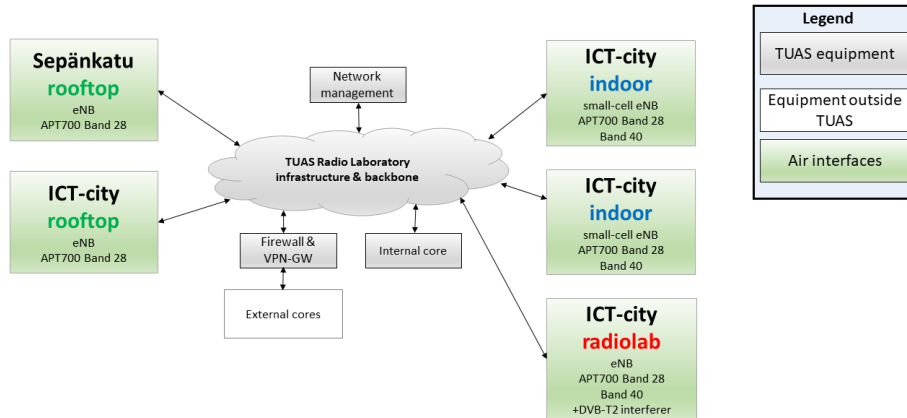 Sepänkatu
rooftop
eNB
APT700 Band 28
ICT-city
rooftop
eNB
APT700 Band 28
Network
management
TUAS Radio Laboratory
infrastructure & backbone
Firewall &
VPN-GW
Internal core
External cores
ICT-city
indoor
small-cell eNB
APT700 Band 28
Band 40
ICT-city
indoor
small-cell eNB
APT700 Band 28
Band 40
ICT-city
radiolab
eNB
APT700 Band 28
Band 40
+DVB-T2 interferer
Legend
TUAS equipment
Equipment outside
TUAS
Air interfaces